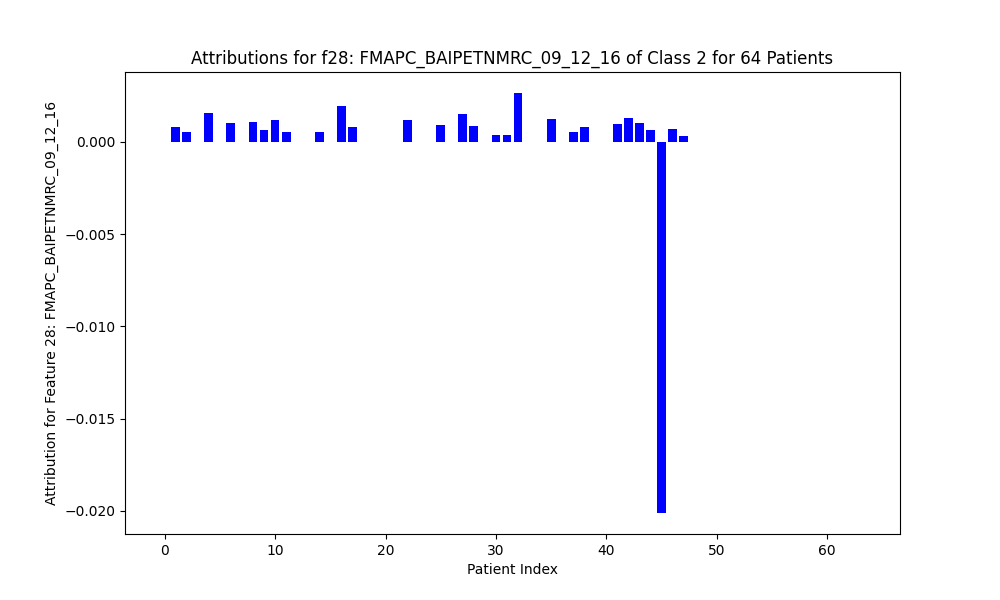 Attributions for f28: FMAPC_BAIPETNMRC_09_12_16 of Class 2 for 64 Patients
Attribution for Feature 28: FMAPC_BAIPETNMRC_09_12_16
0.000
−0.005
−0.010
−0.015
−0.020
0 10 20 30 40 50 60
Patient Index